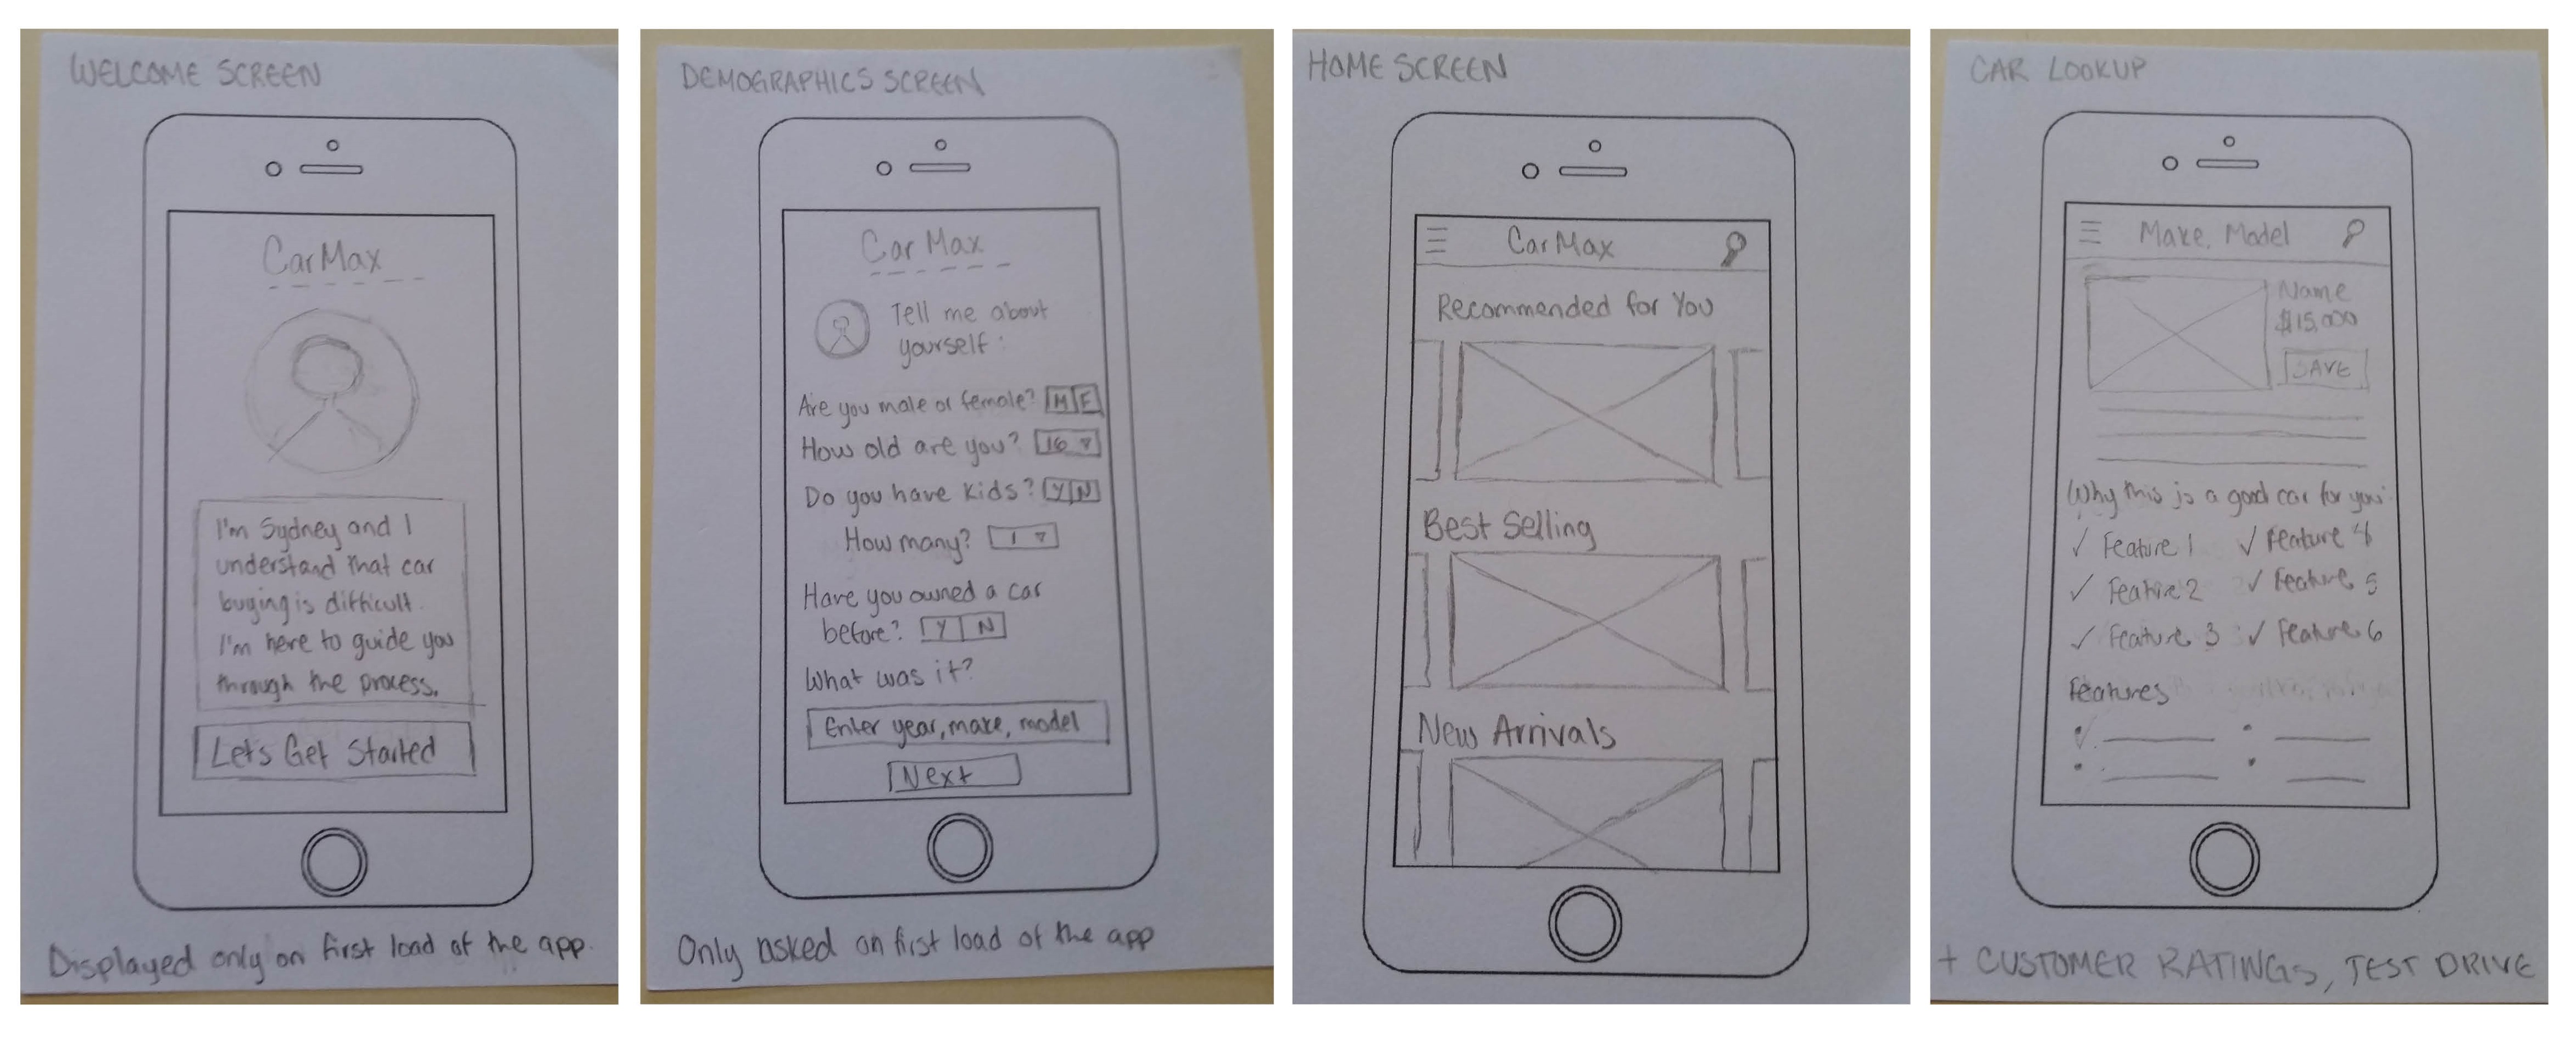 WELCOME SCREEN
CarMax
I'm Sydney and I
understand that car
buying is difficult.
I'm here to guide you
through the process.
Lets Get Started
Displayed only on first load of the app.
DEMOGRAPHICS SCREEN
CarMax
Tell me about
yourself:
Are you male or female? M F
How old are you? 16
Do you have kids? Y N
How many? 1
Have you owned a car
before? Y N
What was it?
Enter year, make, model
Next
Only asked on first load of the app
HOME SCREEN
CarMax
Recommended for You
Best Selling
New Arrivals
CAR LOOKUP
Make, Model
Name
$15,000
SAVE
Why this is a good car for you:
✓ Feature 1 ✓ Feature 4
✓ Feature 2 ✓ Feature 5
✓ Feature 3 ✓ Feature 6
Features
+ CUSTOMER RATINGS, TEST DRIVE